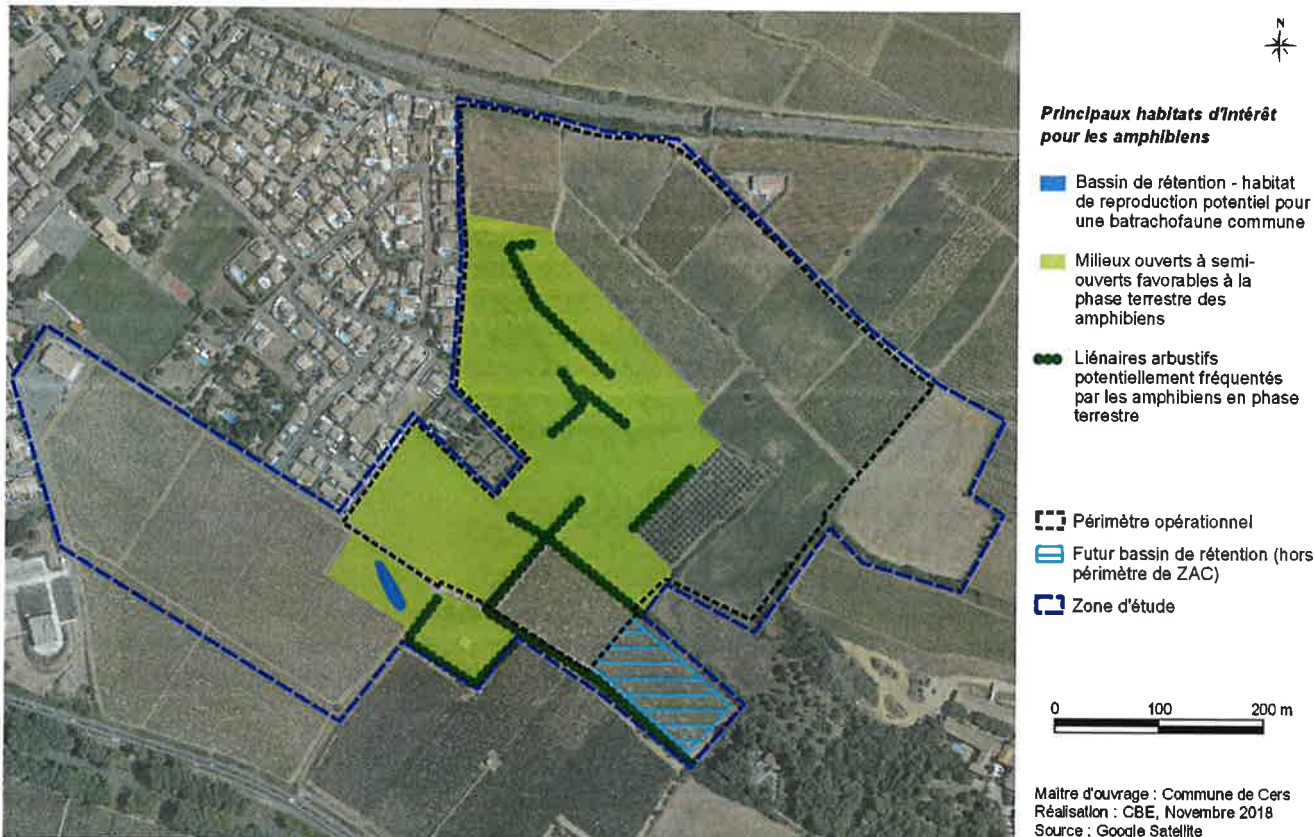 N
Principaux habitats d'intérêt
pour les amphibiens
Bassin de rétention - habitat
de reproduction potentiel pour
une batrachofaune commune
Milieux ouverts à semi-
ouverts favorables à la
phase terrestre des
amphibiens
Liénaires arbustifs
potentiellement fréquentés
par les amphibiens en phase
terrestre
Périmètre opérationnel
Futur bassin de rétention (hors
périmètre de ZAC)
Zone d'étude
0 100 200 m
Maître d'ouvrage : Commune de Cers
Réalisation : CBE, Novembre 2018
Source : Google Satellite